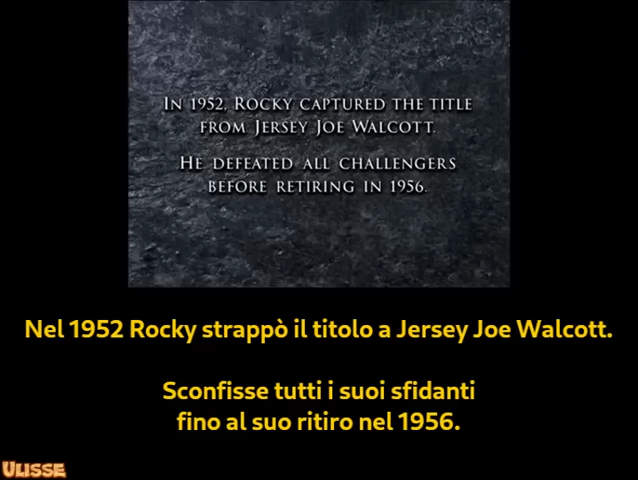 In 1952, Rocky captured the title
from Jersey Joe Walcott.
He defeated all challengers
before retiring in 1956.
Nel 1952 Rocky strappò il titolo a Jersey Joe Walcott.
Sconfisse tutti i suoi sfidanti
fino al suo ritiro nel 1956.
ULISSE